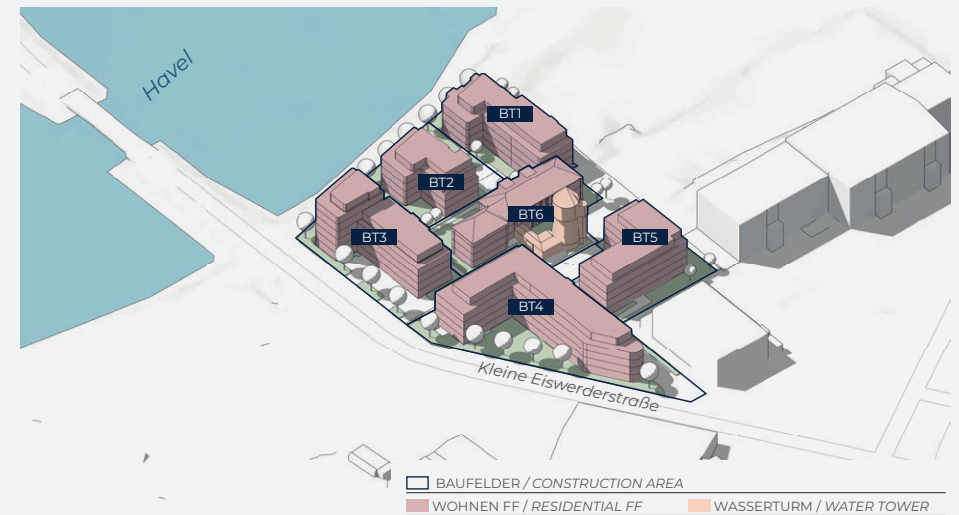 Havel
BT1
BT2
BT6
BT3
BT5
BT4
Kleine Eiswerderstraße
BAUFELDER / CONSTRUCTION AREA
WOHNEN FF / RESIDENTIAL FF
WASSERTURM / WATER TOWER